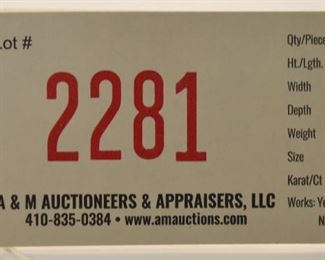 Lot #
2281
A & M AUCTIONEERS & APPRAISERS, LLC
410-835-0384 • www.amauctions.com
Qty/Piece
Ht./Lgth.
Width
Depth
Weight
Size
Karat/Ct
Works: Ye
N